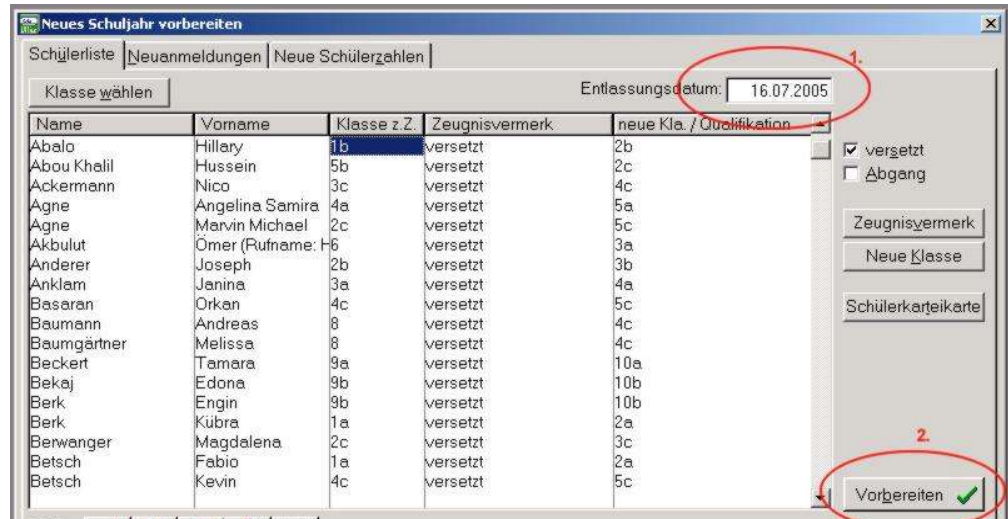 Neues Schuljahr vorbereiten
Schülerliste Neuanmeldungen Neue Schülerzahlen
1.
Klasse wählen Entlassungsdatum: 16.07.2005
Name Vorname Klasse z.Z. Zeugnisvermerk neue Kla. / Qualifikation
Abalo Hillary 1b versetzt 2b
Abou Khalil Hussein 5b versetzt 2c
Ackermann Nico 3c versetzt 4c
Agne Angelina Samira 4a versetzt 5a
Agne Marvin Michael 2c versetzt 5c
Akbulut Ömer (Rufname: H 6 versetzt 3a
Anderer Joseph 2b versetzt 3b
Anklam Janina 3a versetzt 4a
Basaran Orkan 4c versetzt 5c
Baumann Andreas 8 versetzt 4c
Baumgärtner Melissa 8 versetzt 4c
Beckert Tamara 9a versetzt 10a
Bekaj Edona 9b versetzt 10b
Berk Engin 9b versetzt 10b
Berk Kübra 1a versetzt 2a
Berwanger Magdalena 2c versetzt 3c
Betsch Fabio 1a versetzt 2a
Betsch Kevin 4c versetzt 5c
versetzt
Abgang
Zeugnisvermerk
Neue Klasse
Schülerkarteikarte
2.
Vorbereiten